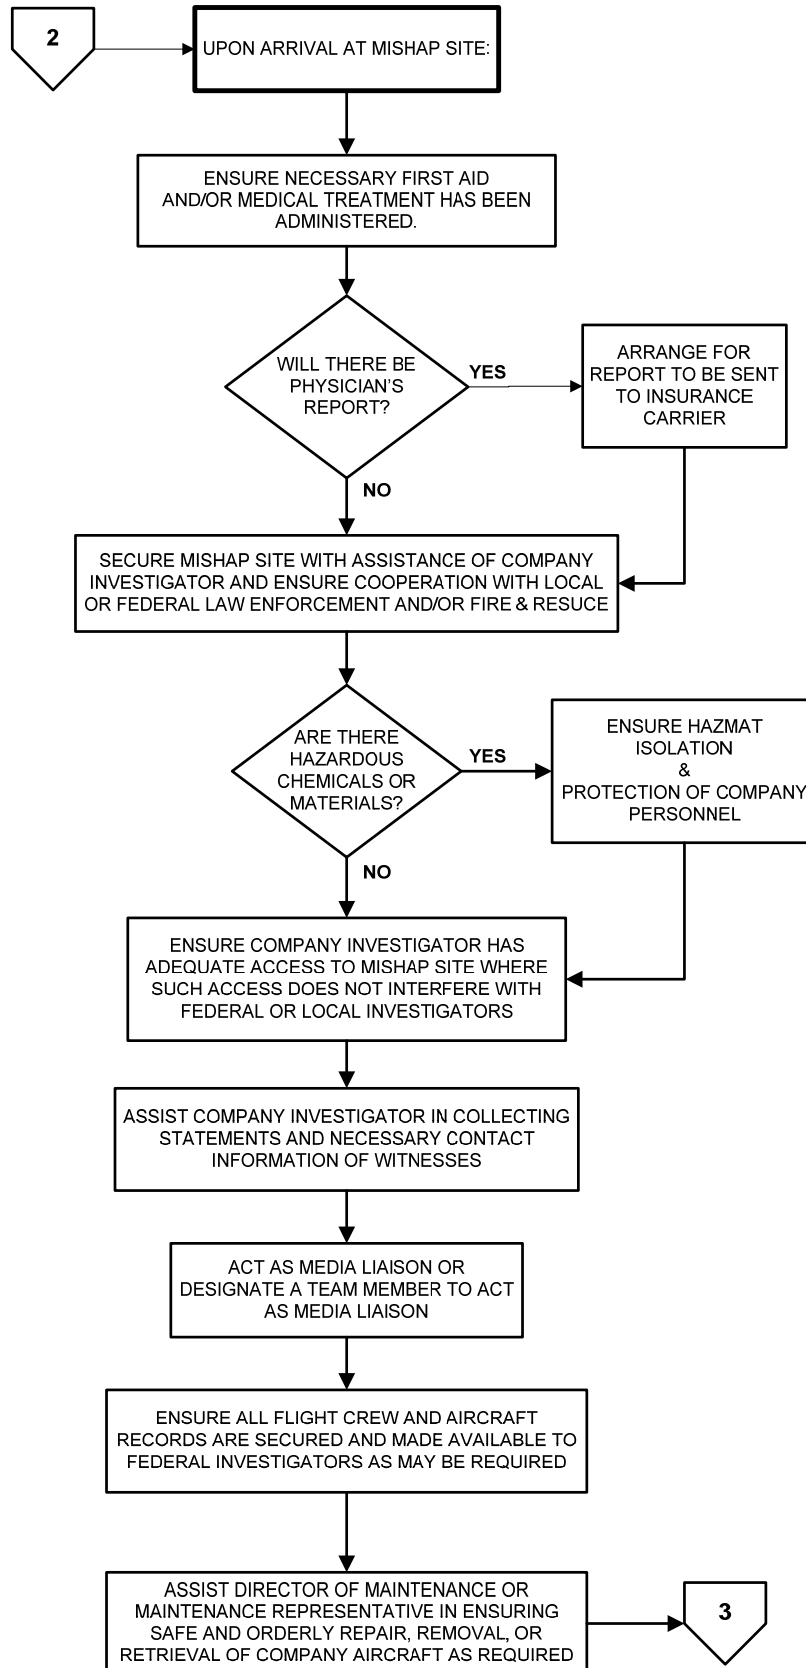 2
UPON ARRIVAL AT MISHAP SITE:
ENSURE NECESSARY FIRST AID
AND/OR MEDICAL TREATMENT HAS BEEN
ADMINISTERED.
WILL THERE BE
PHYSICIAN'S
REPORT?
YES
ARRANGE FOR
REPORT TO BE SENT
TO INSURANCE
CARRIER
NO
SECURE MISHAP SITE WITH ASSISTANCE OF COMPANY
INVESTIGATOR AND ENSURE COOPERATION WITH LOCAL
OR FEDERAL LAW ENFORCEMENT AND/OR FIRE & RESUCE
ARE THERE
HAZARDOUS
CHEMICALS OR
MATERIALS?
YES
ENSURE HAZMAT
ISOLATION
&
PROTECTION OF COMPANY
PERSONNEL
NO
ENSURE COMPANY INVESTIGATOR HAS
ADEQUATE ACCESS TO MISHAP SITE WHERE
SUCH ACCESS DOES NOT INTERFERE WITH
FEDERAL OR LOCAL INVESTIGATORS
ASSIST COMPANY INVESTIGATOR IN COLLECTING
STATEMENTS AND NECESSARY CONTACT
INFORMATION OF WITNESSES
ACT AS MEDIA LIAISON OR
DESIGNATE A TEAM MEMBER TO ACT
AS MEDIA LIAISON
ENSURE ALL FLIGHT CREW AND AIRCRAFT
RECORDS ARE SECURED AND MADE AVAILABLE TO
FEDERAL INVESTIGATORS AS MAY BE REQUIRED
ASSIST DIRECTOR OF MAINTENANCE OR
MAINTENANCE REPRESENTATIVE IN ENSURING
SAFE AND ORDERLY REPAIR, REMOVAL, OR
RETRIEVAL OF COMPANY AIRCRAFT AS REQUIRED
3